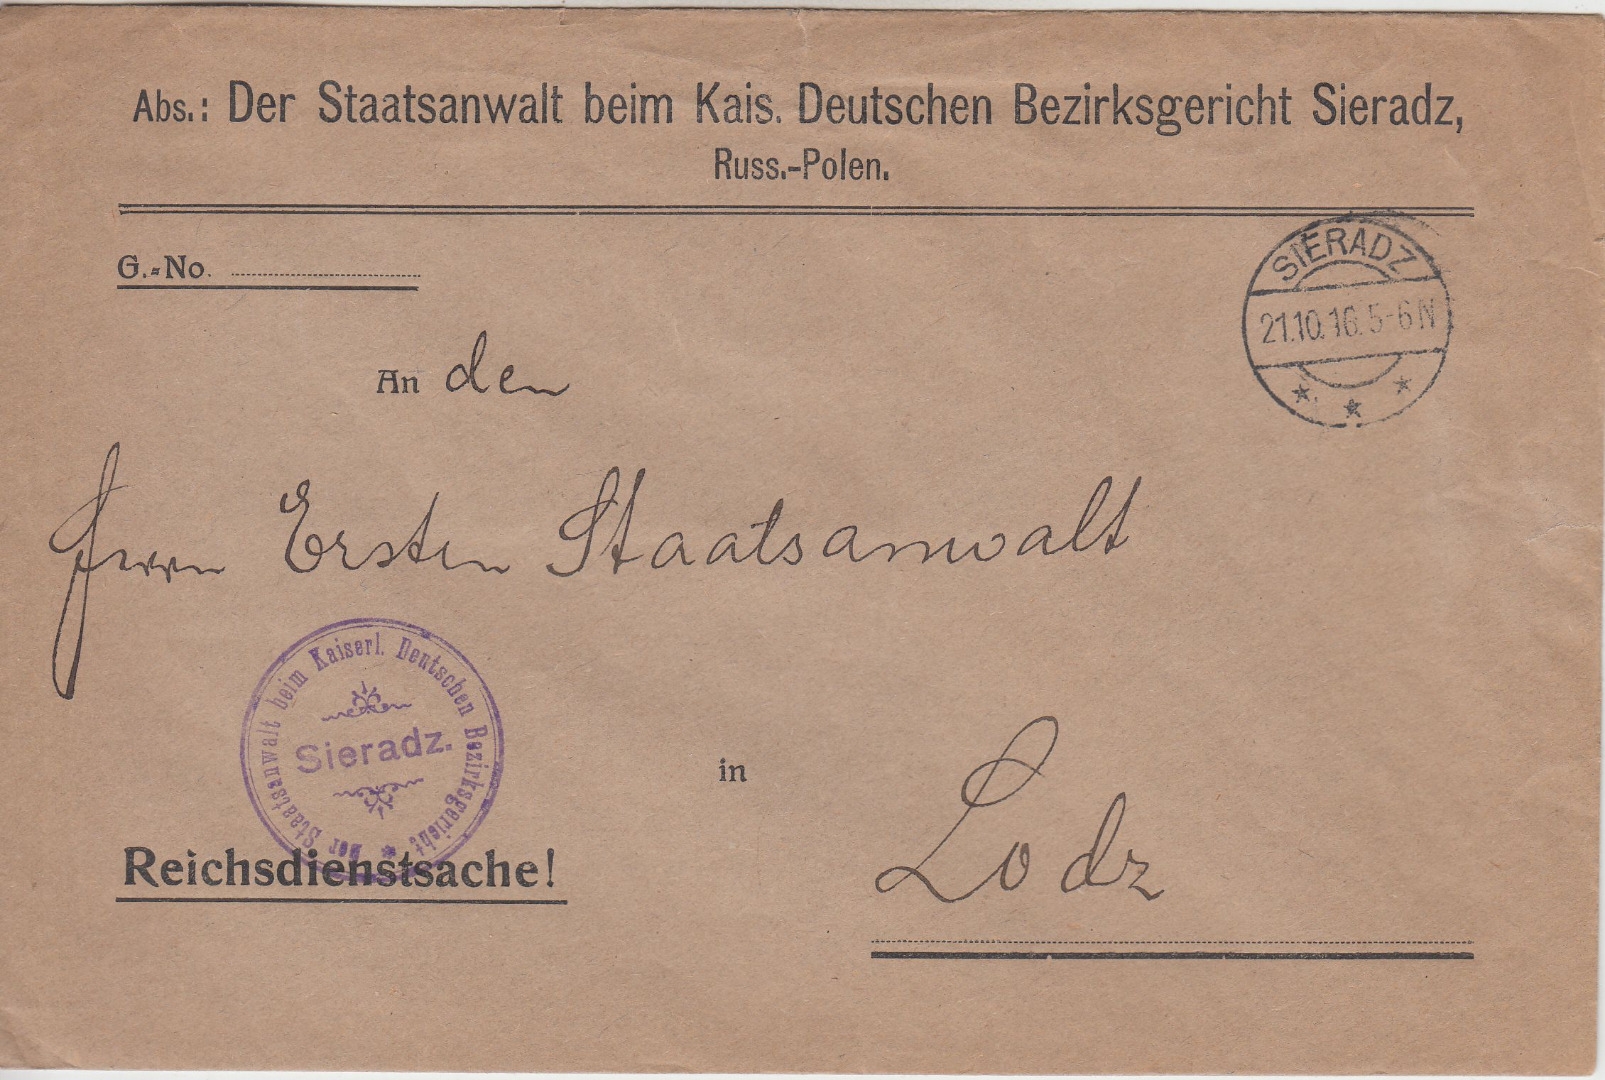 Abs.: Der Staatsanwalt beim Kais. Deutschen Bezirksgericht Sieradz,
Russ.-Polen.
G.-No.
SIERADZ
21.10.16.5-6N
An den
Herrn Ersten Staatsanwalt
Der Staatsanwalt beim Kaiserl. Deutschen Bezirksgericht
Sieradz.
in Lodz
Reichsdienstsache!